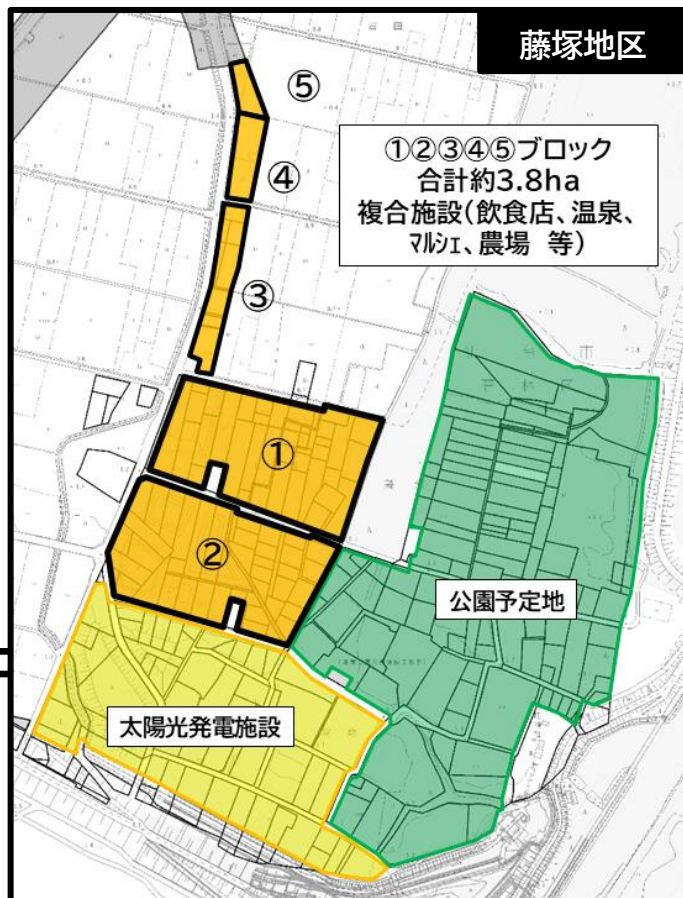 藤塚地区
⑤
①②③④⑤ブロック
合計約3.8ha
複合施設(飲食店、温泉、
マルシェ、農場 等)
④
③
①
②
公園予定地
太陽光発電施設